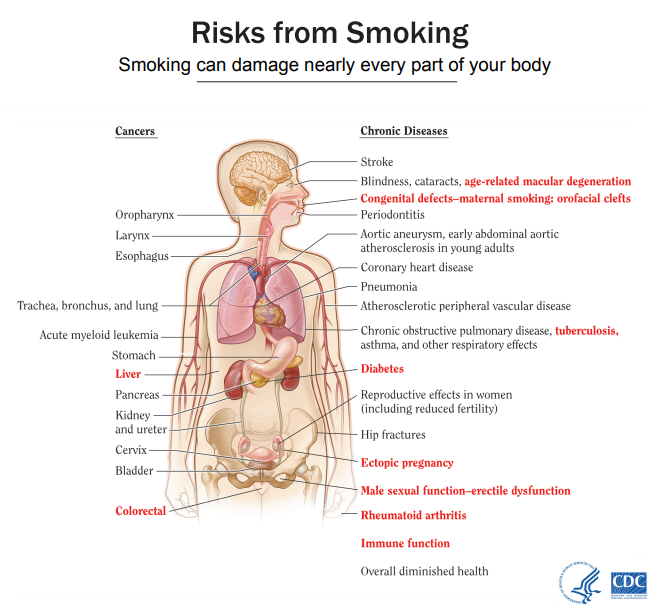 Risks from Smoking
Smoking can damage nearly every part of your body
Cancers
Oropharynx
Larynx
Esophagus
Trachea, bronchus, and lung
Acute myeloid leukemia
Stomach
Liver
Pancreas
Kidney
and ureter
Cervix
Bladder
Colorectal
Chronic Diseases
Stroke
Blindness, cataracts, age-related macular degeneration
Congenital defects–maternal smoking: orofacial clefts
Periodontitis
Aortic aneurysm, early abdominal aortic
atherosclerosis in young adults
Coronary heart disease
Pneumonia
Atherosclerotic peripheral vascular disease
Chronic obstructive pulmonary disease, tuberculosis,
asthma, and other respiratory effects
Diabetes
Reproductive effects in women
(including reduced fertility)
Hip fractures
Ectopic pregnancy
Male sexual function–erectile dysfunction
Rheumatoid arthritis
Immune function
Overall diminished health
CDC